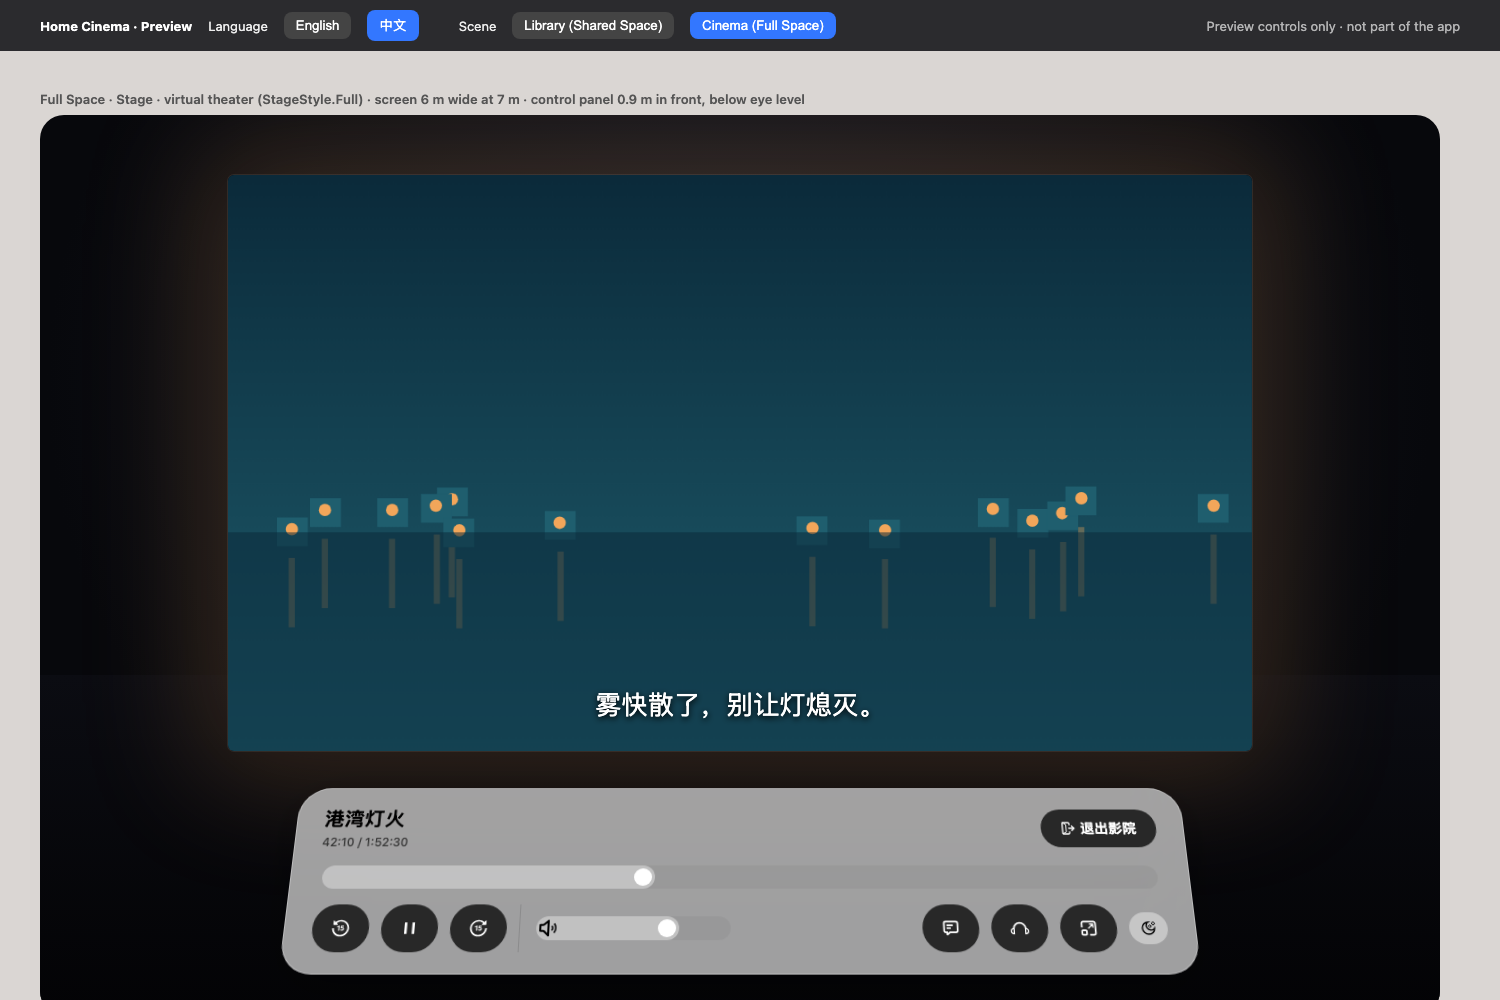 Home Cinema · Preview Language English 中文 Scene Library (Shared Space) Cinema (Full Space) Preview controls only · not part of the app
Full Space · Stage · virtual theater (StageStyle.Full) · screen 6 m wide at 7 m · control panel 0.9 m in front, below eye level
雾快散了，别让灯熄灭。
港湾灯火
42:10 / 1:52:30
退出影院
15
15